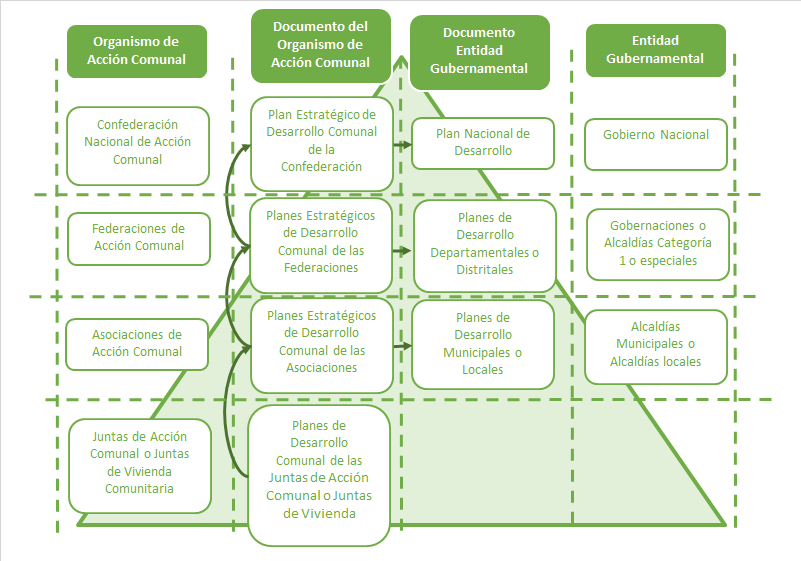 Organismo de
Acción Comunal
Documento del
Organismo de
Acción Comunal
Documento
Entidad
Gubernamental
Entidad
Gubernamental
Confederación
Nacional de Acción
Comunal
Plan Estratégico de
Desarrollo Comunal
de la
Confederación
Plan Nacional de
Desarrollo
Gobierno Nacional
Federaciones de
Acción Comunal
Planes Estratégicos
de Desarrollo
Comunal de las
Federaciones
Planes de
Desarrollo
Departamentales o
Distritales
Gobernaciones o
Alcaldías Categoría
1 o especiales
Asociaciones de
Acción Comunal
Planes Estratégicos
de Desarrollo
Comunal de las
Asociaciones
Planes de
Desarrollo
Municipales o
Locales
Alcaldías
Municipales o
Alcaldías locales
Juntas de Acción
Comunal o Juntas
de Vivienda
Comunitaria
Planes de
Desarrollo
Comunal de las
Juntas de Acción
Comunal o Juntas
de Vivienda